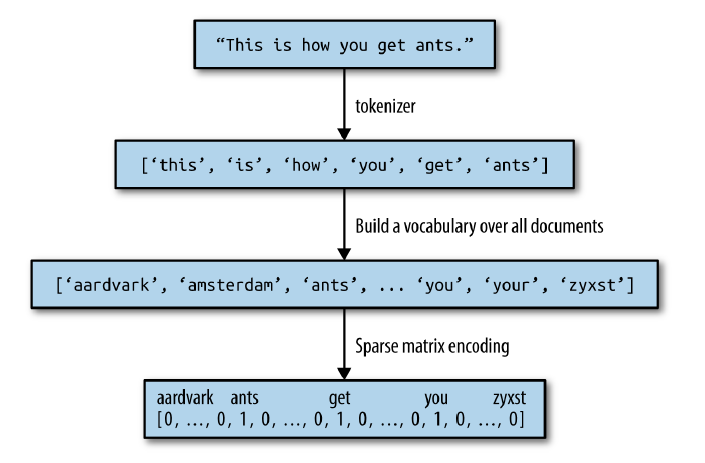 “This is how you get ants.”
tokenizer
[‘this’, ‘is’, ‘how’, ‘you’, ‘get’, ‘ants’]
Build a vocabulary over all documents
[‘aardvark’, ‘amsterdam’, ‘ants’, ... ‘you’, ‘your’, ‘zyxst’]
Sparse matrix encoding
aardvark ants get you zyxst
[0, ..., 0, 1, 0, ..., 0, 1, 0, ..., 0, 1, 0, ..., 0]